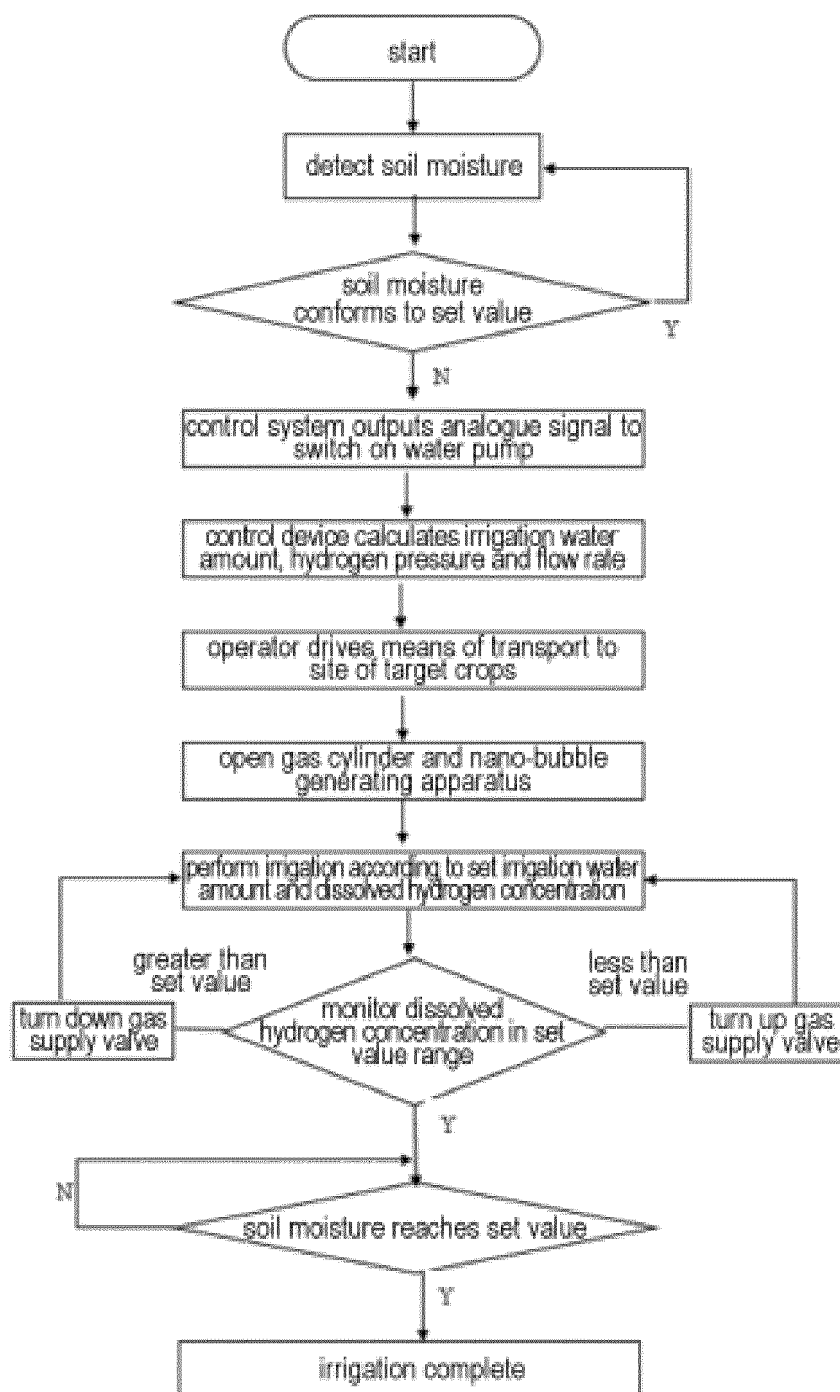 start
detect soil moisture
soil moisture
conforms to set value
Y
N
control system outputs analogue signal to
switch on water pump
control device calculates irrigation water
amount, hydrogen pressure and flow rate
operator drives means of transport to
site of target crops
open gas cylinder and nano-bubble
generating apparatus
perform irrigation according to set irrigation water
amount and dissolved hydrogen concentration
greater than
set value
less than
set value
turn down gas
supply valve
monitor dissolved
hydrogen concentration in set
value range
turn up gas
supply valve
Y
N
soil moisture reaches set value
Y
irrigation complete